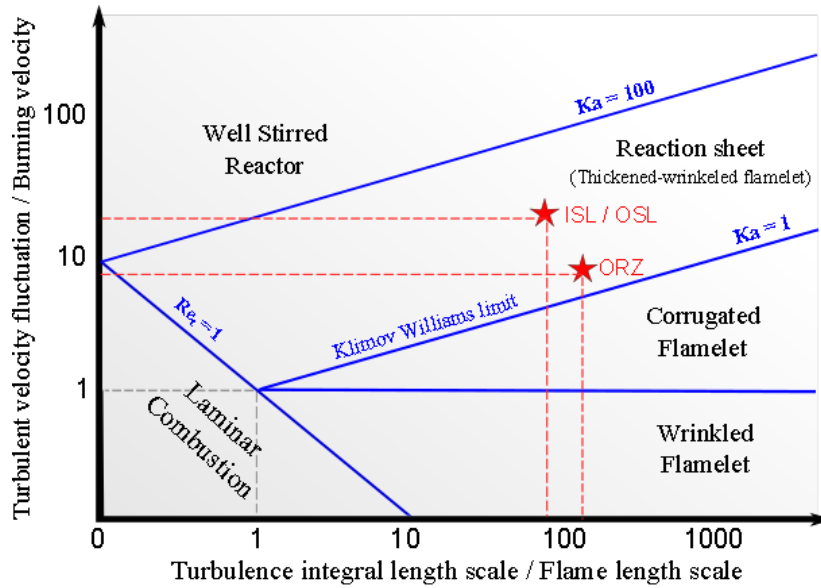 Turbulent velocity fluctuation / Burning velocity
100
10
1
Well Stirred
Reactor
Ka = 100
Reaction sheet
(Thickened-wrinkeled flamelet)
ISL / OSL
Ka = 1
ORZ
Ret =1
Klimov Williams limit
Corrugated
Flamelet
Laminar
Combustion
Wrinkled
Flamelet
0
1
10
100
1000
Turbulence integral length scale / Flame length scale